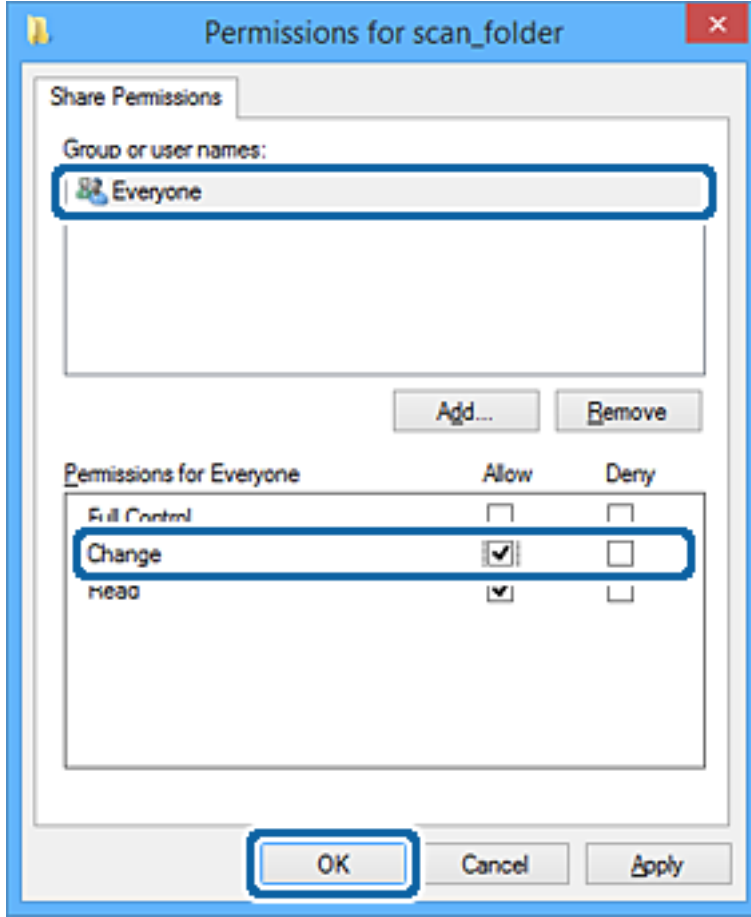 Permissions for scan_folder
Share Permissions
Group or user names:
Everyone
Add... Remove
Permissions for Everyone Allow Deny
Full Control
Change
Read
OK Cancel Apply